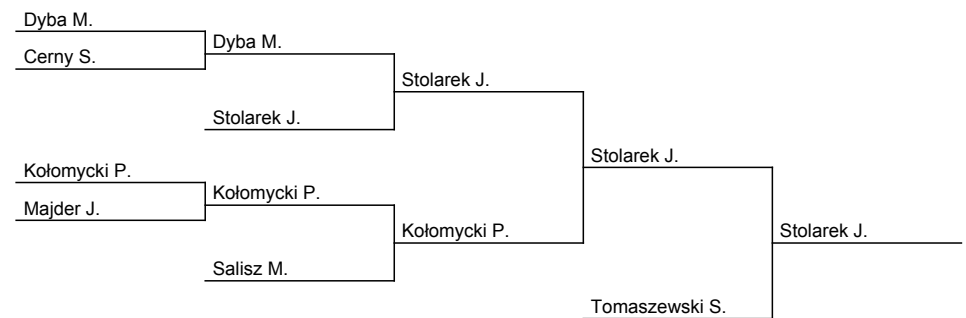 Dyba M.
Cerny S.
Dyba M.
Stolarek J.
Stolarek J.
Kołomycki P.
Majder J.
Kołomycki P.
Salisz M.
Kołomycki P.
Stolarek J.
Tomaszewski S.
Stolarek J.